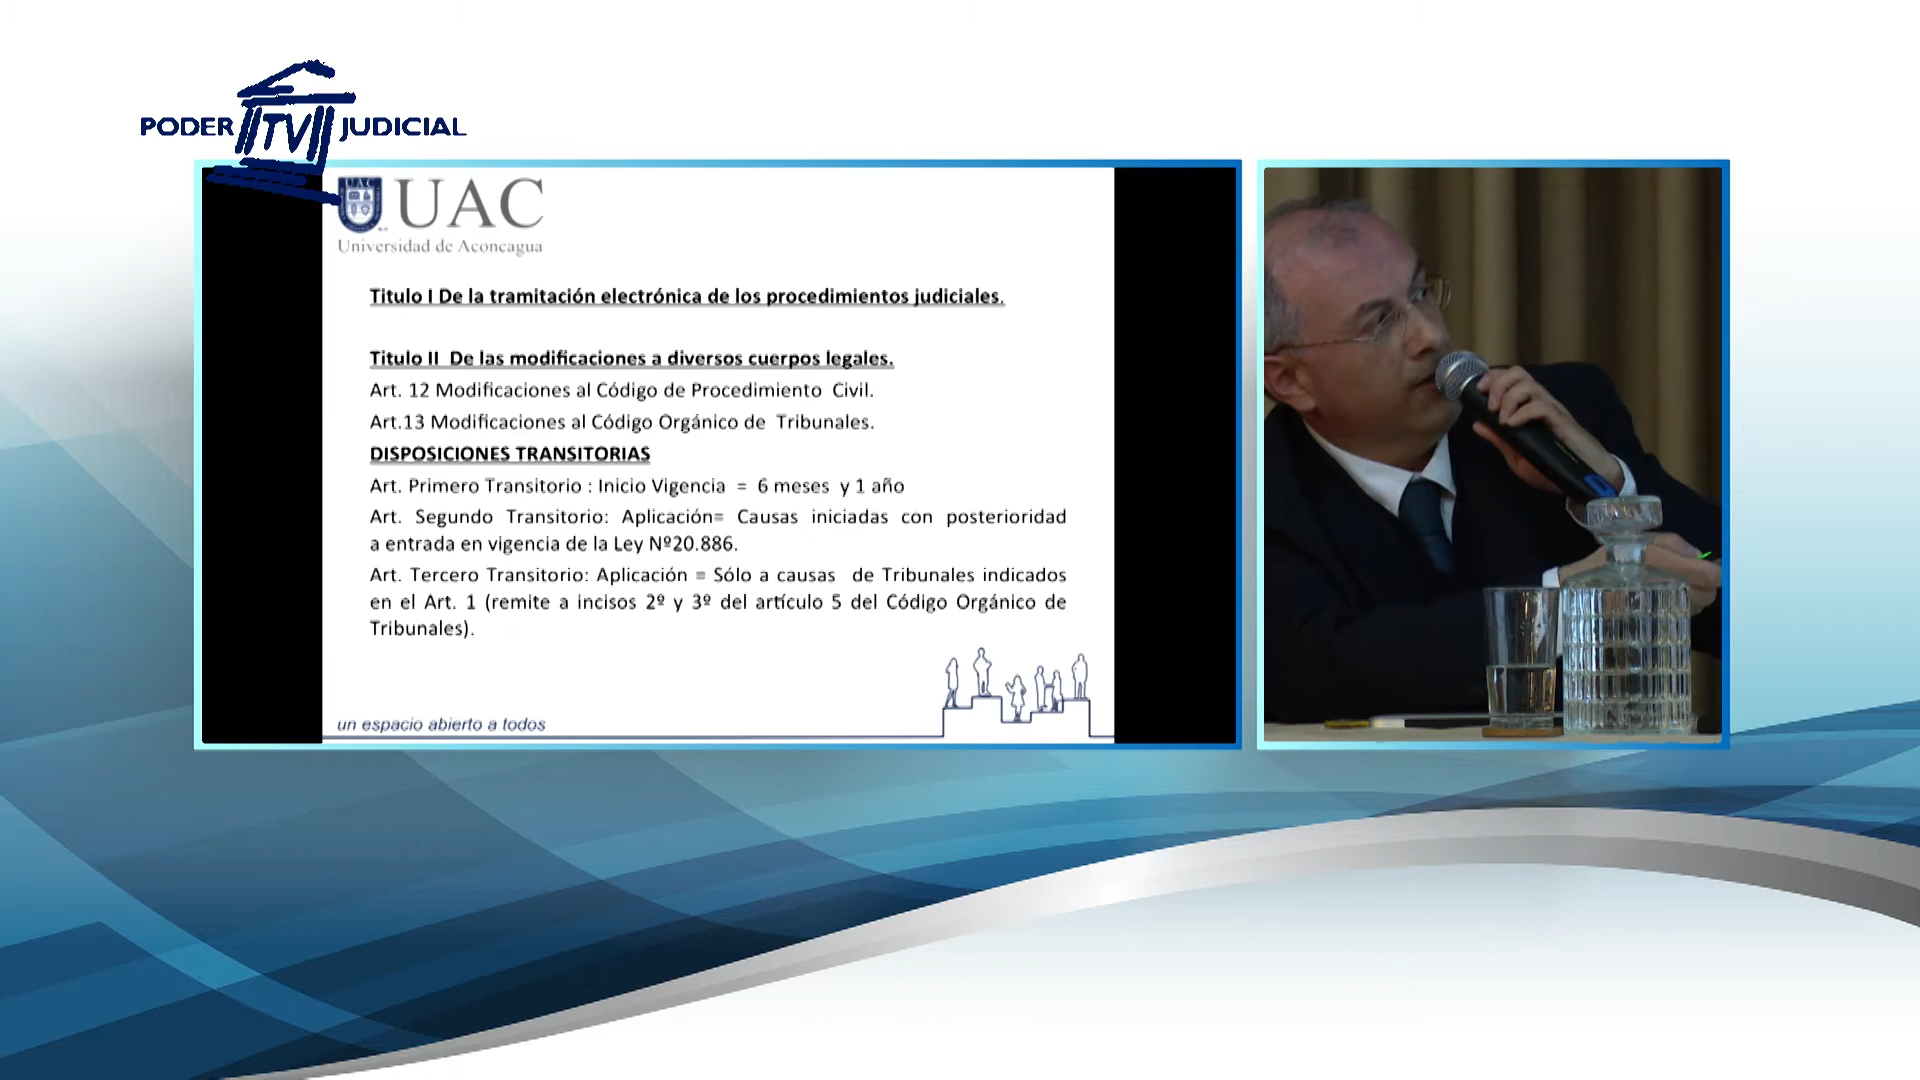 PODER TV JUDICIAL
UAC
UAC
Universidad de Aconcagua
Titulo I De la tramitación electrónica de los procedimientos judiciales.
Titulo II  De las modificaciones a diversos cuerpos legales.
Art. 12 Modificaciones al Código de Procedimiento  Civil.
Art.13 Modificaciones al Código Orgánico de  Tribunales.
DISPOSICIONES TRANSITORIAS
Art. Primero Transitorio : Inicio Vigencia  =  6 meses  y 1 año
Art. Segundo Transitorio: Aplicación= Causas iniciadas con posterioridad
a entrada en vigencia de la Ley Nº20.886.
Art. Tercero Transitorio: Aplicación = Sólo a causas  de Tribunales indicados
en el Art. 1 (remite a incisos 2º y 3º del artículo 5 del Código Orgánico de
Tribunales).
un espacio abierto a todos